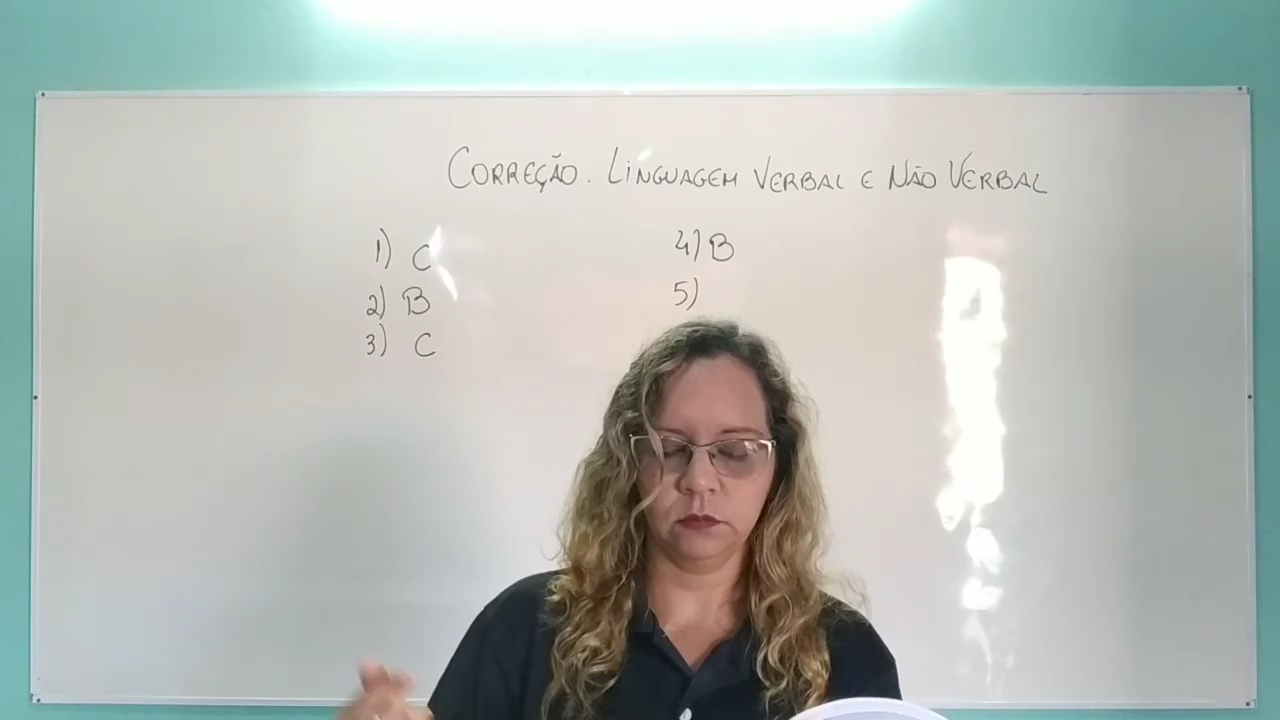 CORREÇÃO. LINGUAGEM VERBAL E NÃO VERBAL
1) C
2) B
3) C
4) B
5)